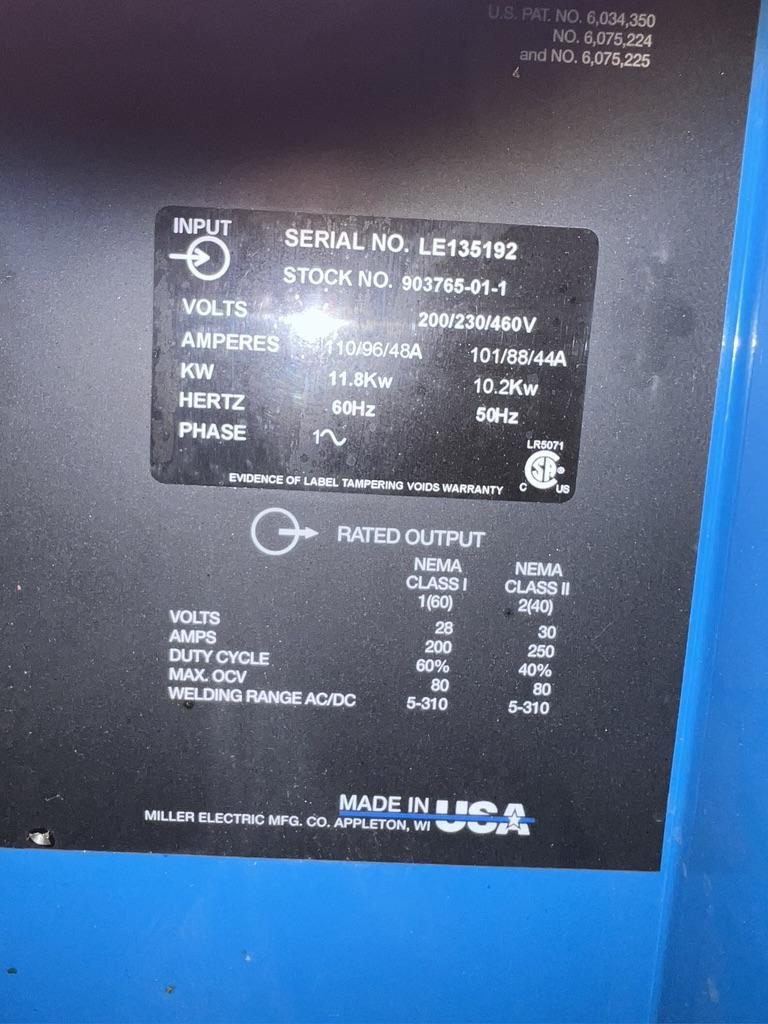 U.S. PAT. NO. 6,034,350
NO. 6,075,224
and NO. 6,075,225
INPUT
SERIAL NO. LE135192
STOCK NO. 903765-01-1
VOLTS 200/230/460V
AMPERES 110/96/48A 101/88/44A
KW 11.8Kw 10.2Kw
HERTZ 60Hz 50Hz
PHASE 1
LR5071
CSA®
C US
EVIDENCE OF LABEL TAMPERING VOIDS WARRANTY
RATED OUTPUT
NEMA NEMA
CLASS I CLASS II
1(60) 2(40)
VOLTS 28 30
AMPS 200 250
DUTY CYCLE 60% 40%
MAX. OCV 80 80
WELDING RANGE AC/DC 5-310 5-310
MADE IN USA
MILLER ELECTRIC MFG. CO. APPLETON, WI